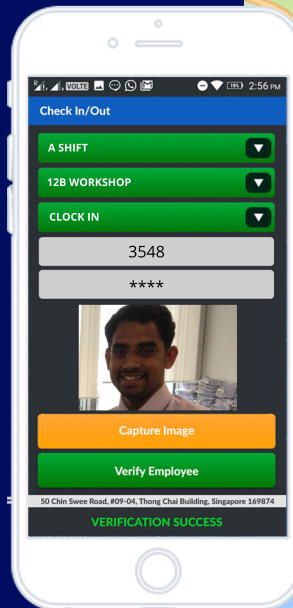 VOLTE 19% 2:56 PM
Check In/Out
A SHIFT
12B WORKSHOP
CLOCK IN
3548
****
Capture Image
Verify Employee
50 Chin Swee Road, #09-04, Thong Chai Building, Singapore 169874
VERIFICATION SUCCESS